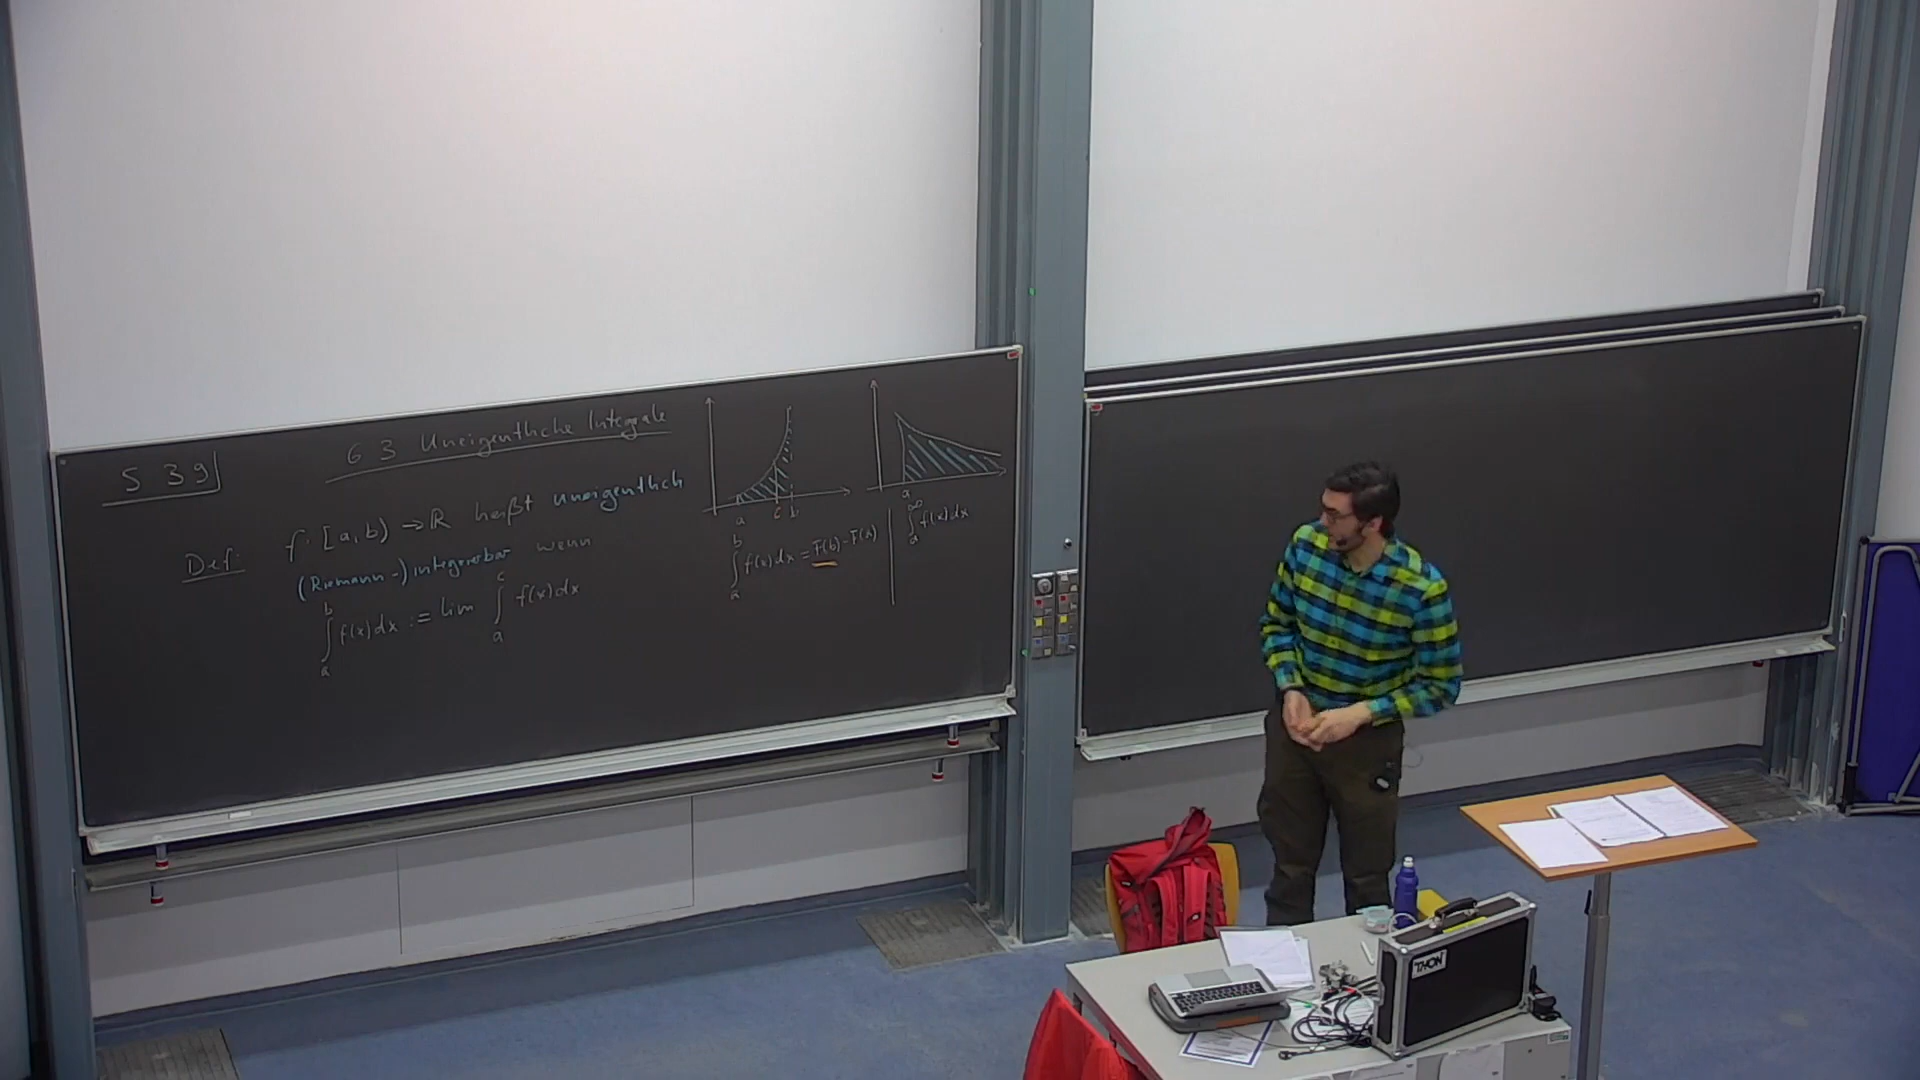 S 39
6 3 Uneigentliche Integrale
Def: f: [a,b) → ℝ heißt uneigentlich
(Riemann-) integrierbar wenn
∫_a^b f(x) dx := lim ∫_a^c f(x) dx
a c b
∫_a^b f(x) dx = F(b) - F(a)
a
∫_a^∞ f(x) dx
THON